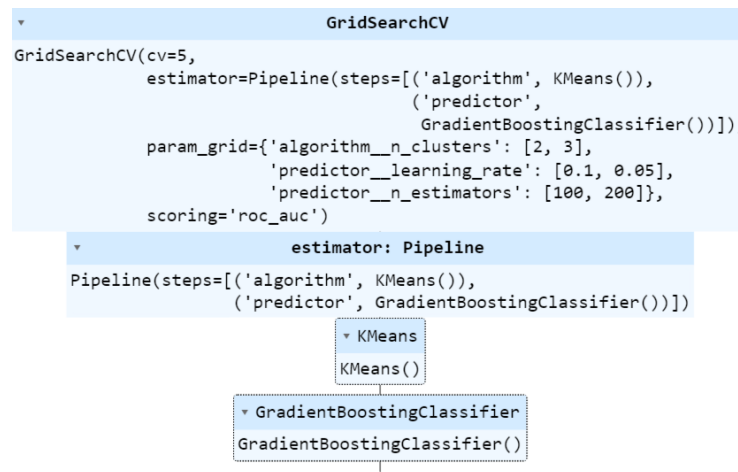 GridSearchCV
GridSearchCV(cv=5,
             estimator=Pipeline(steps=[('algorithm', KMeans()),
                                       ('predictor',
                                        GradientBoostingClassifier())])
             param_grid={'algorithm__n_clusters': [2, 3],
                         'predictor__learning_rate': [0.1, 0.05],
                         'predictor__n_estimators': [100, 200]},
             scoring='roc_auc')
estimator: Pipeline
Pipeline(steps=[('algorithm', KMeans()),
                ('predictor', GradientBoostingClassifier())])
KMeans
KMeans()
GradientBoostingClassifier
GradientBoostingClassifier()